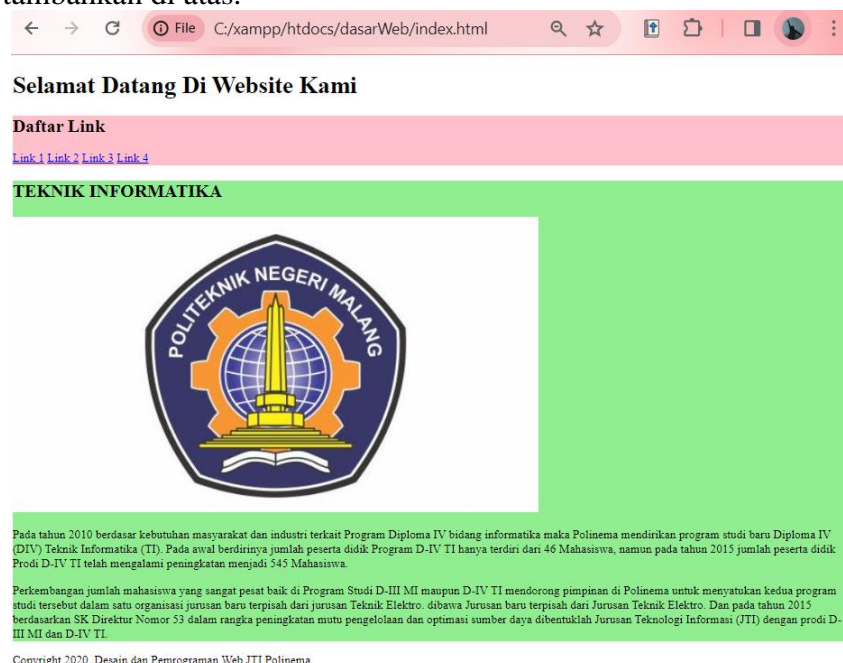 tambahkan di atas.
File C:/xampp/htdocs/dasarWeb/index.html
Selamat Datang Di Website Kami
Daftar Link
Link 1 Link 2 Link 3 Link 4
TEKNIK INFORMATIKA
POLITEKNIK NEGERI MALANG
Pada tahun 2010 berdasar kebutuhan masyarakat dan industri terkait Program Diploma IV bidang informatika maka Polinema mendirikan program studi baru Diploma IV
(DIV) Teknik Informatika (TI). Pada awal berdirinya jumlah peserta didik Program D-IV TI hanya terdiri dari 46 Mahasiswa, namun pada tahun 2015 jumlah peserta didik
Prodi D-IV TI telah mengalami peningkatan menjadi 545 Mahasiswa.
Perkembangan jumlah mahasiswa yang sangat pesat baik di Program Studi D-III MI maupun D-IV TI mendorong pimpinan di Polinema untuk menyatukan kedua program
studi tersebut dalam satu organisasi jurusan baru terpisah dari jurusan Teknik Elektro. dibawa Jurusan baru terpisah dari Jurusan Teknik Elektro. Dan pada tahun 2015
berdasarkan SK Direktur Nomor 53 dalam rangka peningkatan mutu pengelolaan dan optimasi sumber daya dibentuklah Jurusan Teknologi Informasi (JTI) dengan prodi D-
III MI dan D-IV TI.
Copyright 2020. Desain dan Pemrograman Web JTI Polinema